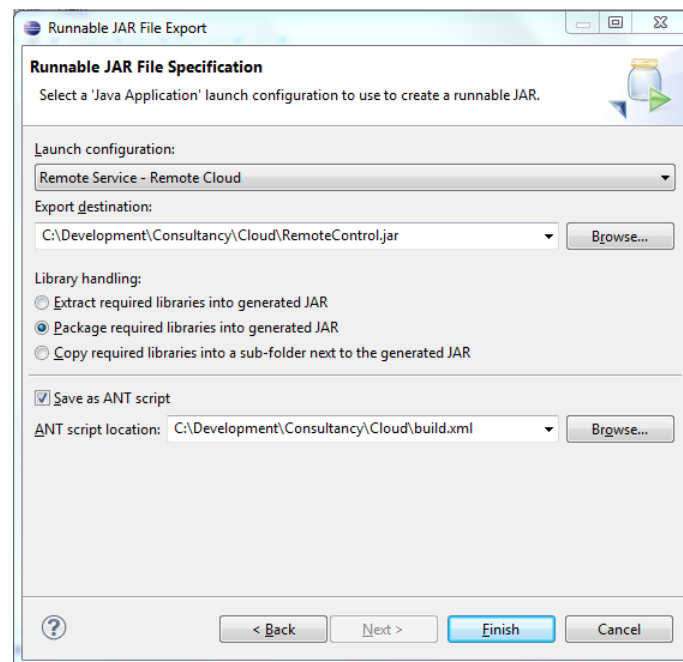 Runnable JAR File Export
Runnable JAR File Specification
Select a 'Java Application' launch configuration to use to create a runnable JAR.
Launch configuration:
Remote Service - Remote Cloud
Export destination:
C:\Development\Consultancy\Cloud\RemoteControl.jar Browse...
Library handling:
Extract required libraries into generated JAR
Package required libraries into generated JAR
Copy required libraries into a sub-folder next to the generated JAR
Save as ANT script
ANT script location: C:\Development\Consultancy\Cloud\build.xml Browse...
? < Back Next > Finish Cancel